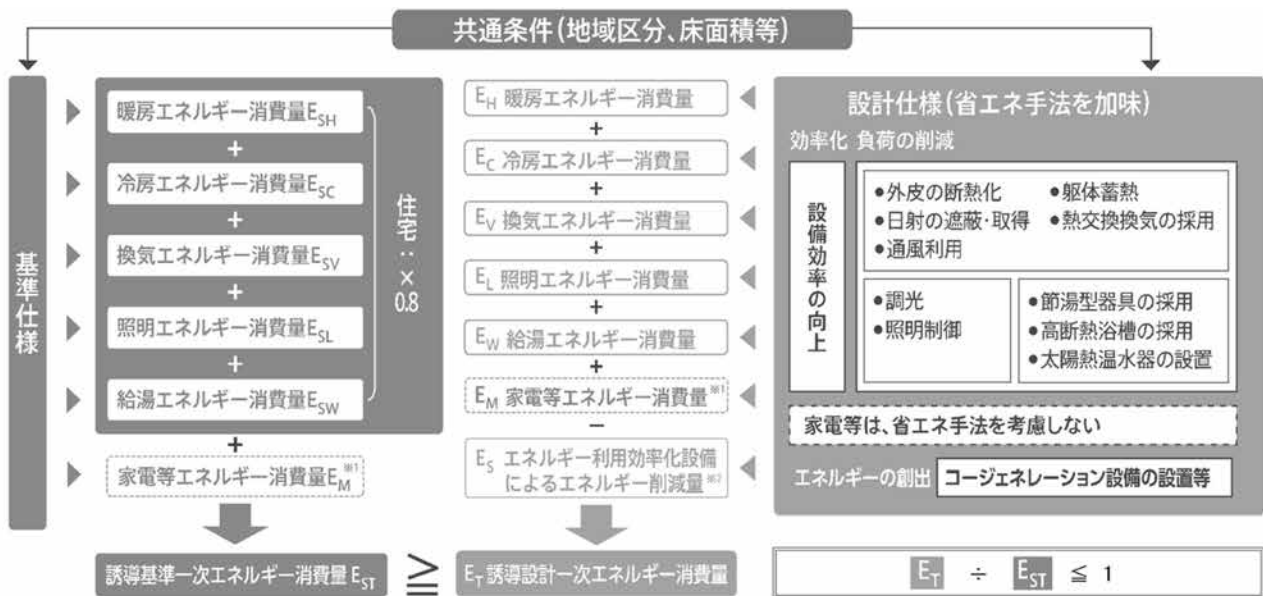 共通条件(地域区分、床面積等)
基準仕様
暖房エネルギー消費量ESH
+
冷房エネルギー消費量ESC
+
換気エネルギー消費量ESV
+
照明エネルギー消費量ESL
+
給湯エネルギー消費量ESW
住宅:×0.8
+
家電等エネルギー消費量EM※1
誘導基準一次エネルギー消費量 EST
≧
EH 暖房エネルギー消費量
+
EC 冷房エネルギー消費量
+
EV 換気エネルギー消費量
+
EL 照明エネルギー消費量
+
EW 給湯エネルギー消費量
+
EM 家電等エネルギー消費量※1
−
ES エネルギー利用効率化設備
によるエネルギー削減量※2
ET 誘導設計一次エネルギー消費量
設計仕様(省エネ手法を加味)
効率化 負荷の削減
設備効率の向上
●外皮の断熱化 ●躯体蓄熱
●日射の遮蔽・取得 ●熱交換換気の採用
●通風利用
●調光
●照明制御
●節湯型器具の採用
●高断熱浴槽の採用
●太陽熱温水器の設置
家電等は、省エネ手法を考慮しない
エネルギーの創出 コージェネレーション設備の設置等
ET ÷ EST ≦ 1